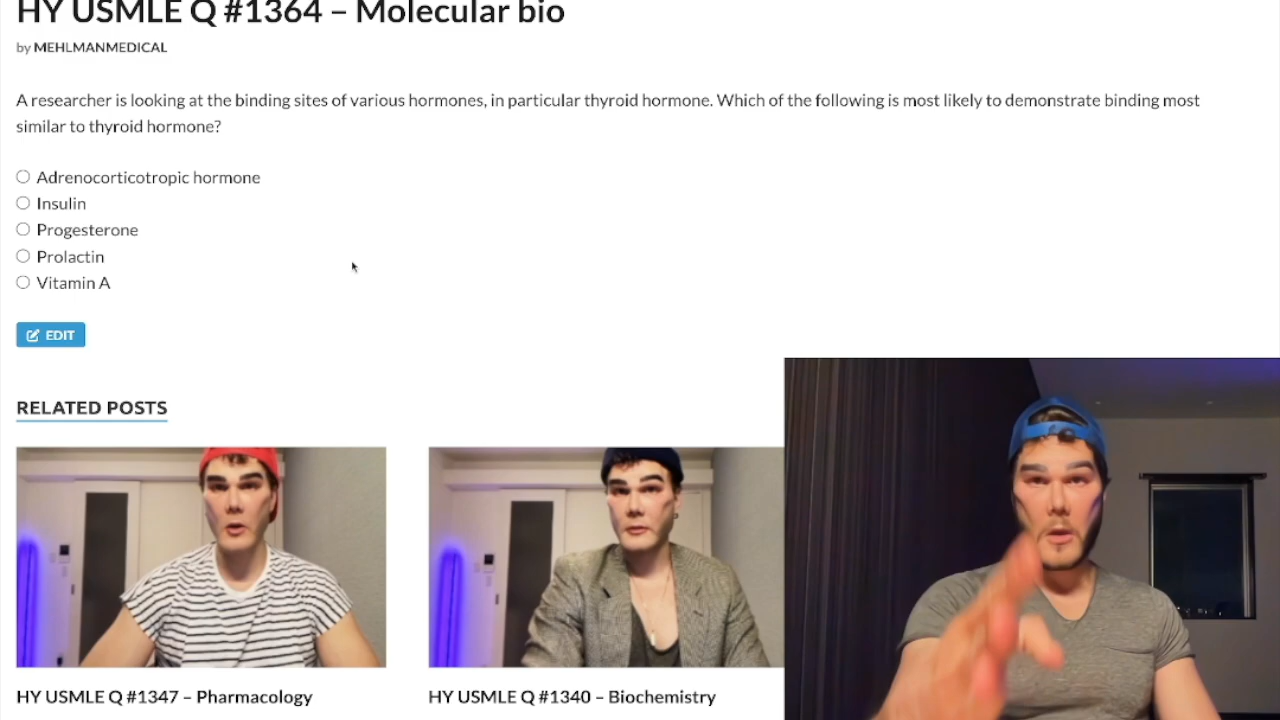 HY USMLE Q #1364 – Molecular bio
by MEHLMANMEDICAL
A researcher is looking at the binding sites of various hormones, in particular thyroid hormone. Which of the following is most likely to demonstrate binding most
similar to thyroid hormone?
Adrenocorticotropic hormone
Insulin
Progesterone
Prolactin
Vitamin A
EDIT
RELATED POSTS
HY USMLE Q #1347 – Pharmacology
HY USMLE Q #1340 – Biochemistry